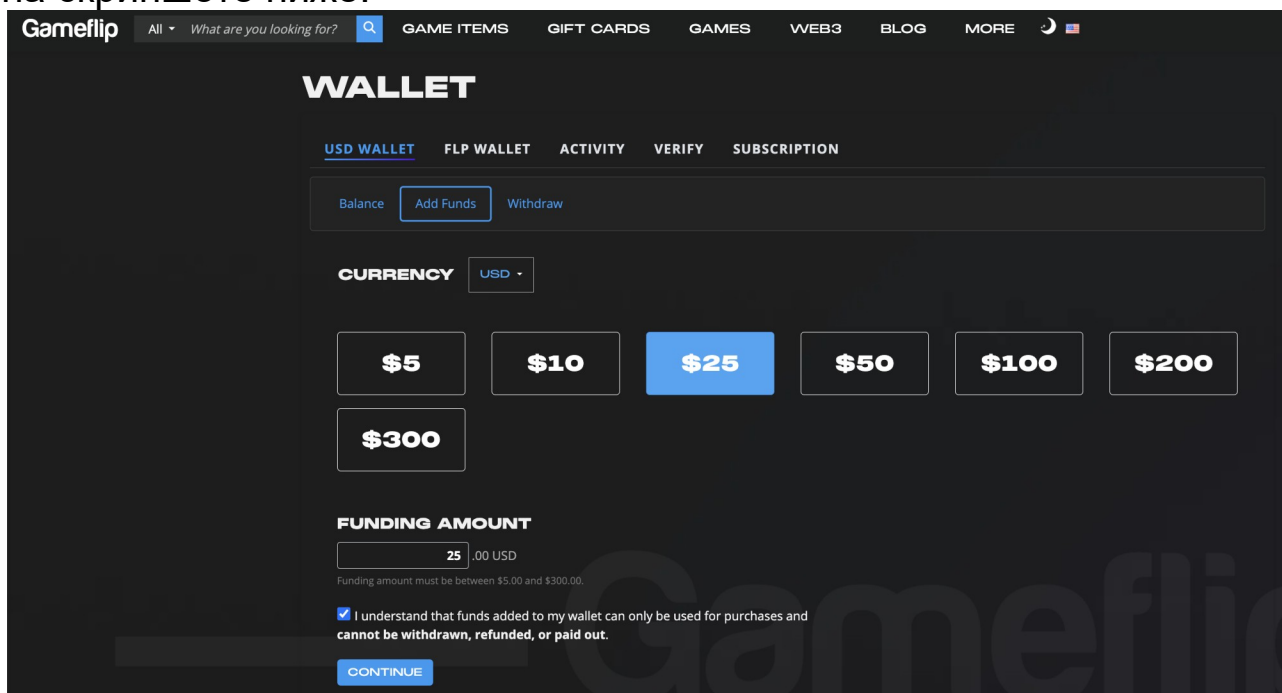 на скриншоте ниже:
Gameflip All What are you looking for? GAME ITEMS GIFT CARDS GAMES WEB3 BLOG MORE
WALLET
USD WALLET FLP WALLET ACTIVITY VERIFY SUBSCRIPTION
Balance Add Funds Withdraw
CURRENCY USD
$5 $10 $25 $50 $100 $200
$300
FUNDING AMOUNT
25 .00 USD
Funding amount must be between $5.00 and $300.00.
I understand that funds added to my wallet can only be used for purchases and
cannot be withdrawn, refunded, or paid out.
CONTINUE
Gameflip